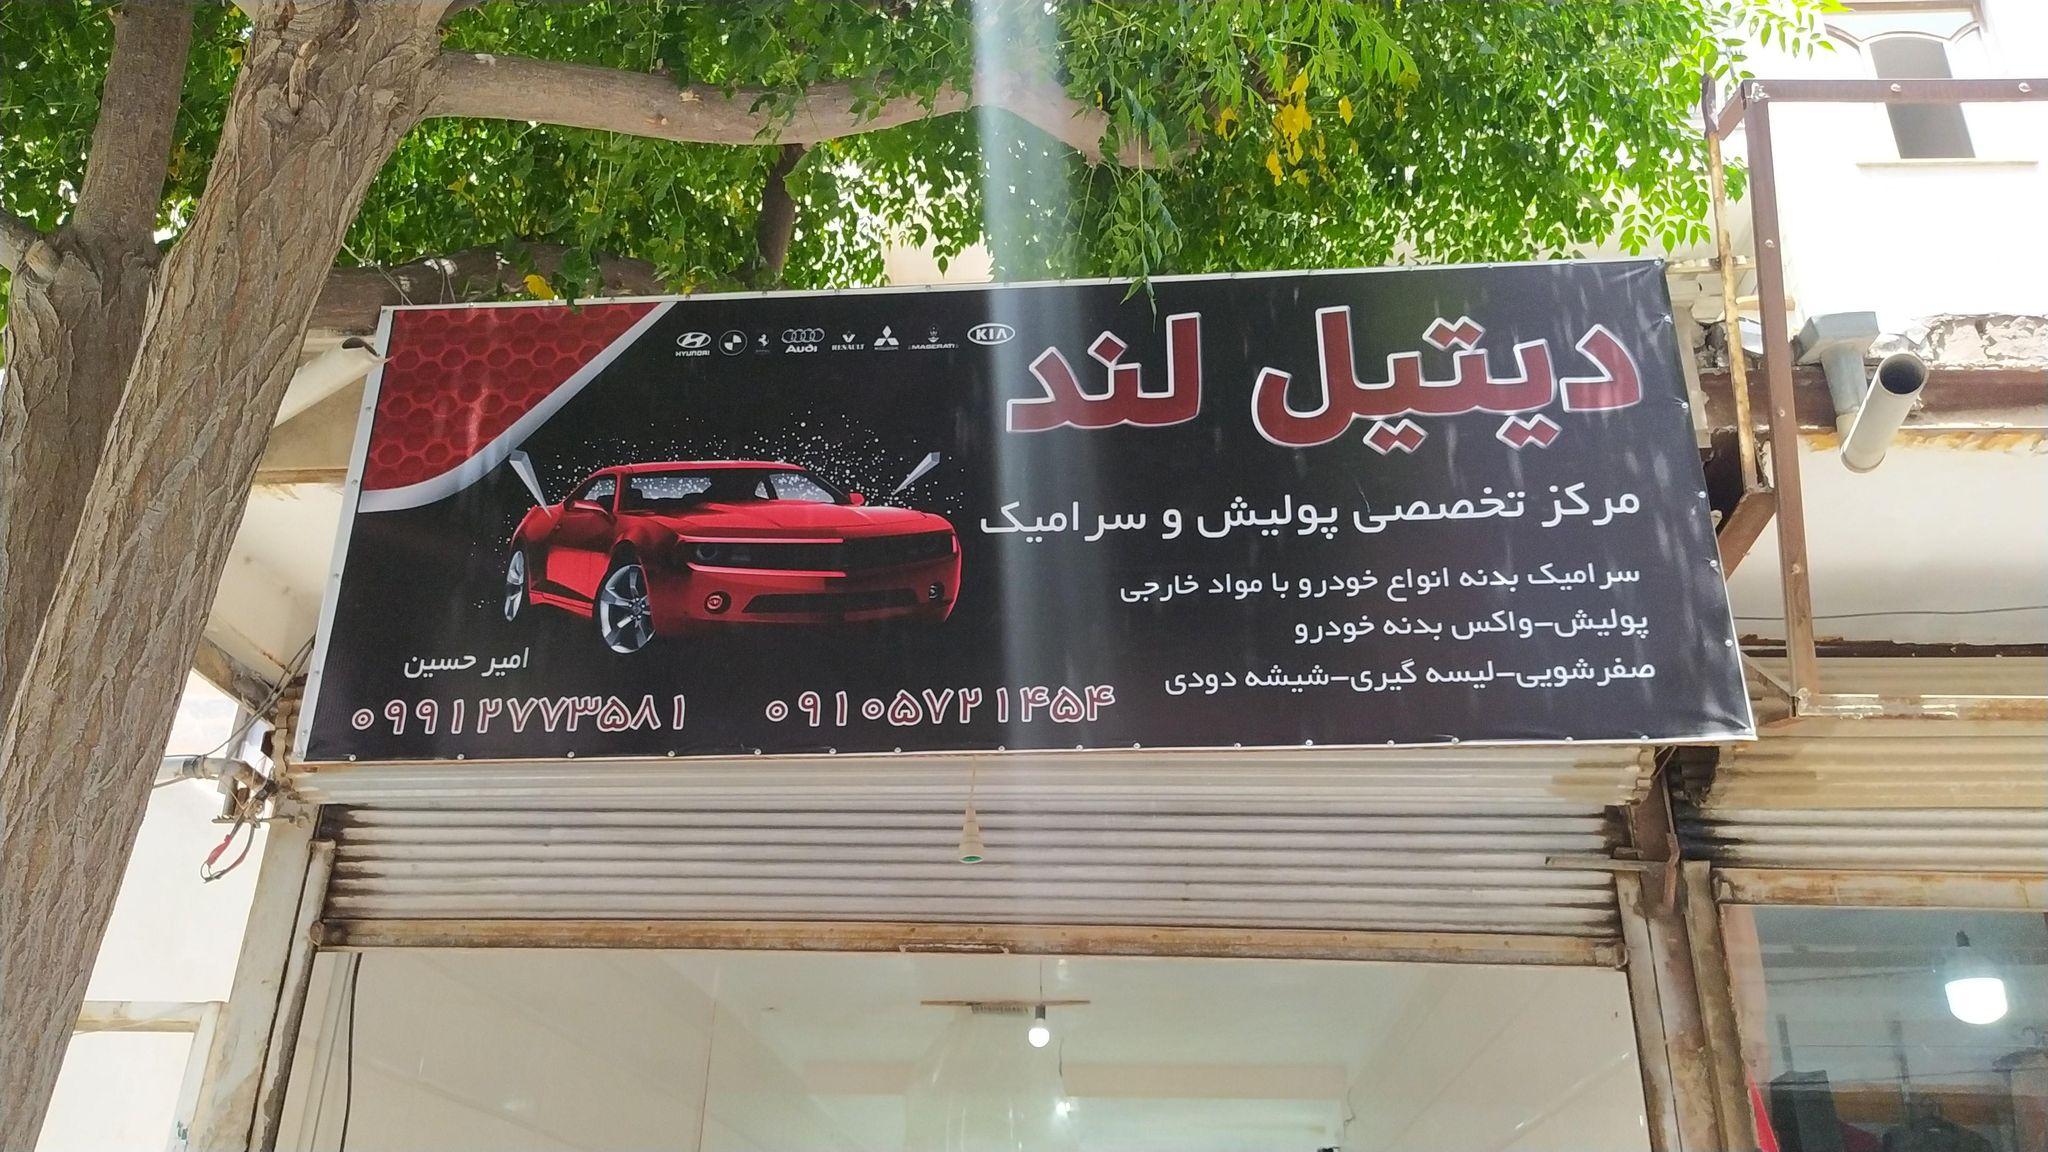 دیتیل لند
HYUNDAI Audi RENAULT MITSUBISHI MASERATI KIA
مرکز تخصصی پولیش و سرامیک
سرامیک بدنه انواع خودرو با مواد خارجی
پولیش-واکس بدنه خودرو
صفرشویی-لیسه گیری-شیشه دودی
امیر حسین
۰۹۱۰۵۷۲۱۴۵۴
۰۹۹۱۲۷۷۳۵۸۱